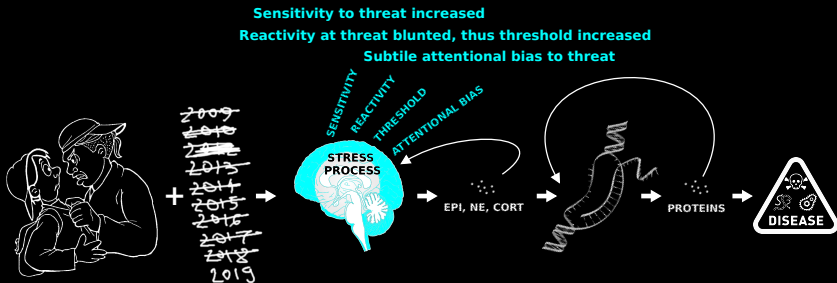 Sensitivity to threat increased
Reactivity at threat blunted, thus threshold increased
Subtile attentional bias to threat
SENSITIVITY
REACTIVITY
THRESHOLD
ATTENTIONAL BIAS
2009
2010
2013
2014
2015
2016
2017
2018
2019
+
STRESS
PROCESS
EPI, NE, CORT
PROTEINS
DISEASE